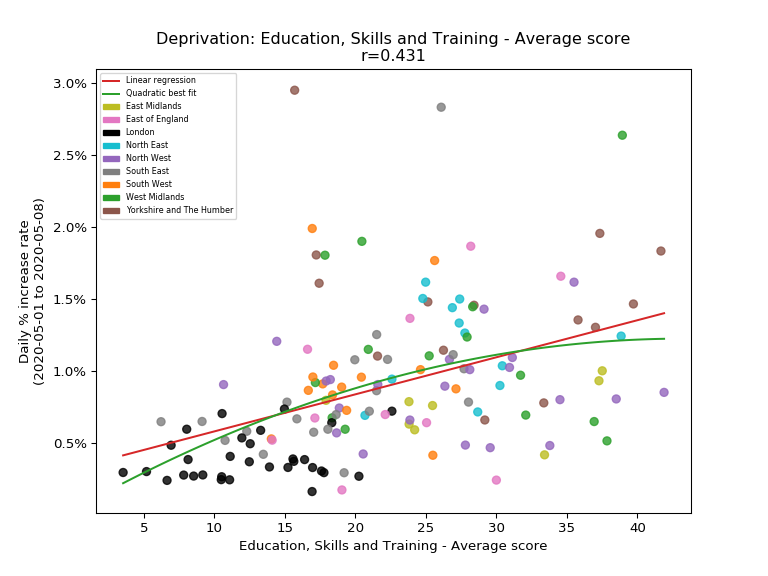 Deprivation: Education, Skills and Training - Average score
r=0.431
Daily % increase rate
(2020-05-01 to 2020-05-08)
3.0%
2.5%
2.0%
1.5%
1.0%
0.5%
Linear regression
Quadratic best fit
East Midlands
East of England
London
North East
North West
South East
South West
West Midlands
Yorkshire and The Humber
5 10 15 20 25 30 35 40
Education, Skills and Training - Average score